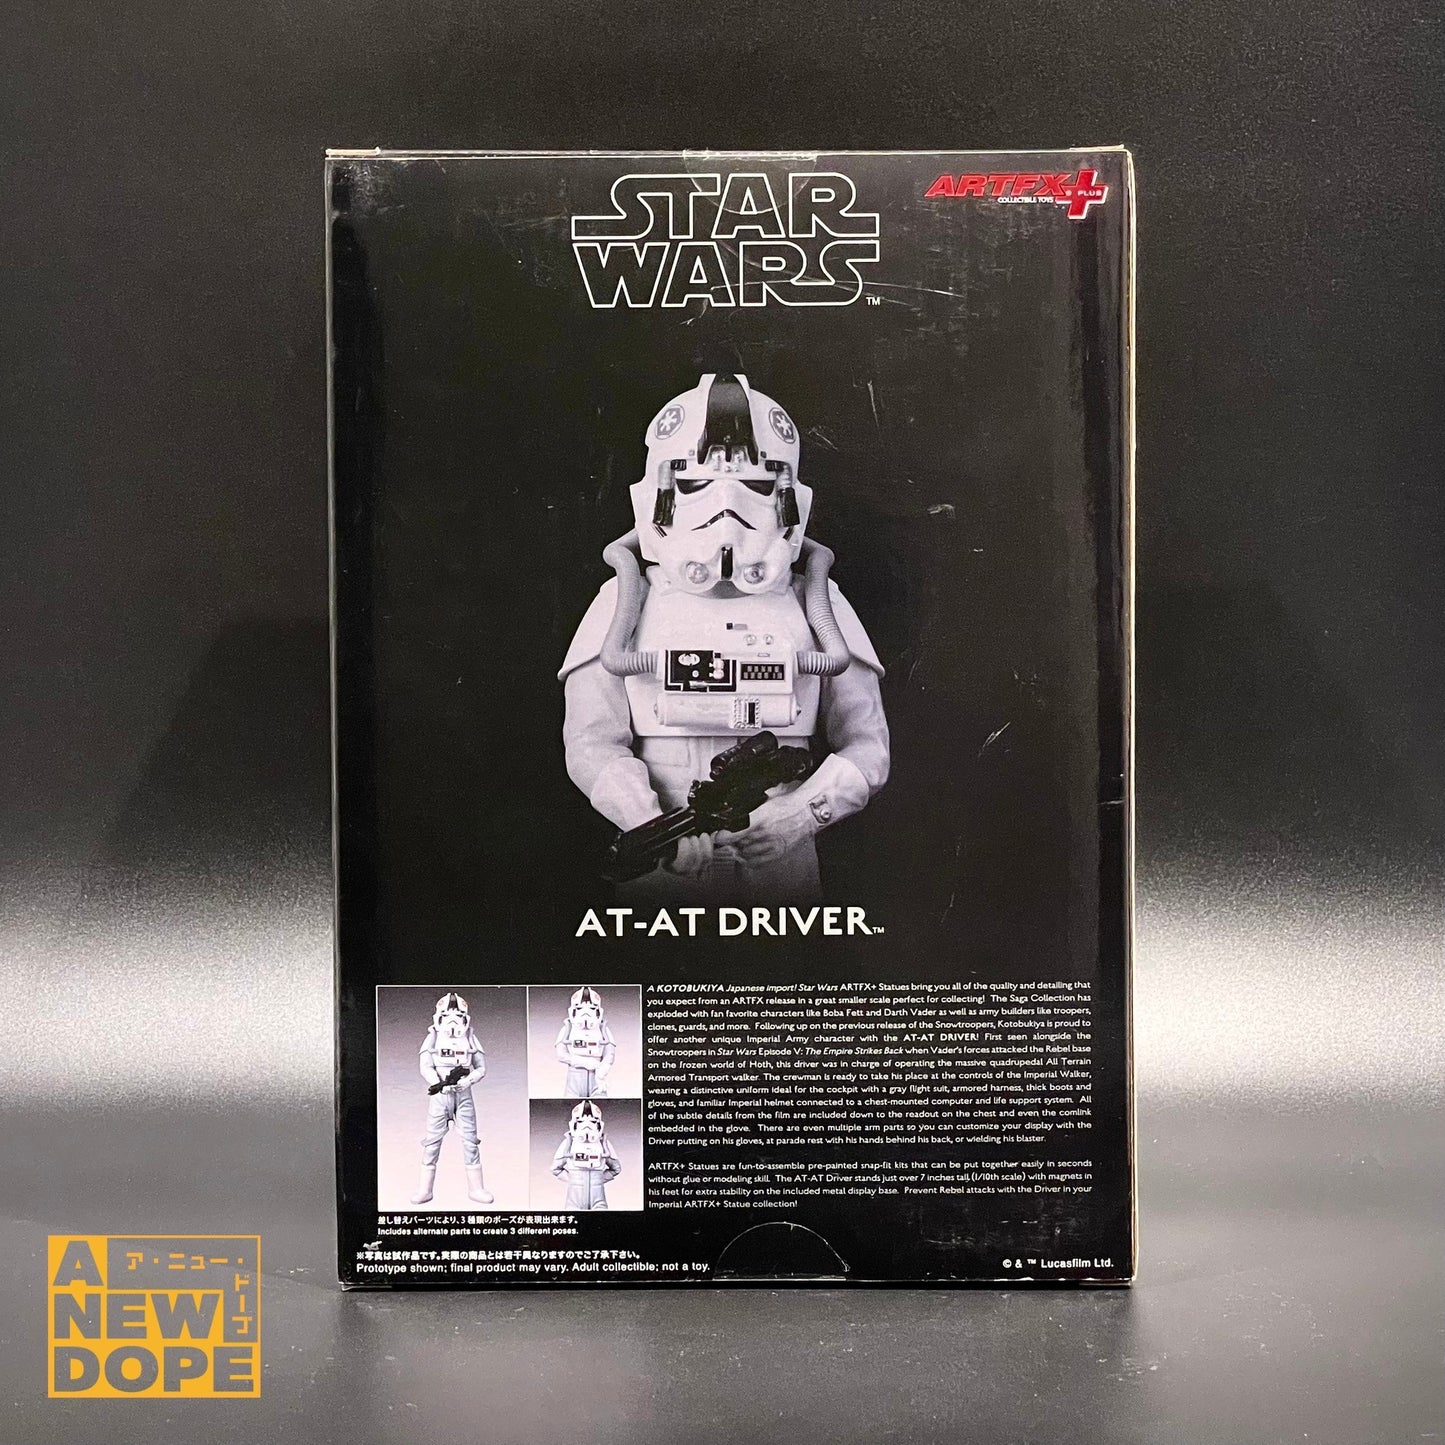 STAR
WARS™
ARTFX+ PLUS
COLLECTIBLE TOYS
AT-AT DRIVER™
A KOTOBUKIYA Japanese import! Star Wars ARTFX+ Statues bring you all of the quality and detailing that
you expect from an ARTFX release in a great smaller scale perfect for collecting! The Saga Collection has
exploded with fan favorite characters like Boba Fett and Darth Vader as well as army builders like troopers,
clones, guards, and more. Following up on the previous release of the Snowtroopers, Kotobukiya is proud to
offer another unique Imperial Army character with the AT-AT DRIVER! First seen alongside the
Snowtroopers in Star Wars Episode V: The Empire Strikes Back when Vader's forces attacked the Rebel base
on the frozen world of Hoth, this driver was in charge of operating the massive quadrupedal All Terrain
Armored Transport walker. The crewman is ready to take his place at the controls of the Imperial Walker,
wearing a distinctive uniform ideal for the cockpit with a gray flight suit, armored harness, thick boots and
gloves, and familiar Imperial helmet connected to a chest-mounted computer and life support system. All
of the subtle details from the film are included down to the readout on the chest and even the comlink
embedded in the glove. There are even multiple arm parts so you can customize your display with the
Driver putting on his gloves, at parade rest with his hands behind his back, or wielding his blaster.
ARTFX+ Statues are fun-to-assemble pre-painted snap-fit kits that can be put together easily in seconds
without glue or modeling skill. The AT-AT Driver stands just over 7 inches tall (1/10th scale) with magnets in
his feet for extra stability on the included metal display base. Prevent Rebel attacks with the Driver in your
Imperial ARTFX+ Statue collection!
差し替えパーツにより、3種類のポーズが表現出来ます。
Includes alternate parts to create 3 different poses.
※写真は試作品です。実際の商品とは若干異なりますのでご了承下さい。
Prototype shown; final product may vary. Adult collectible; not a toy.
© & ™ Lucasfilm Ltd.
A
NEW
DOPE
ア・ニュー・ドープ